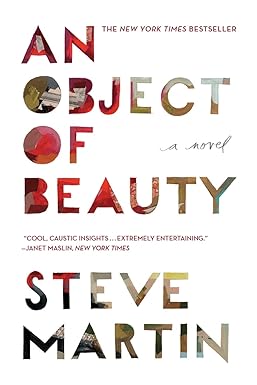 AN
THE NEW YORK TIMES BESTSELLER
OBJECT
OF
a novel
BEAUTY
"COOL, CAUSTIC INSIGHTS...EXTREMELY ENTERTAINING."
—JANET MASLIN, NEW YORK TIMES
STEVE
MARTIN